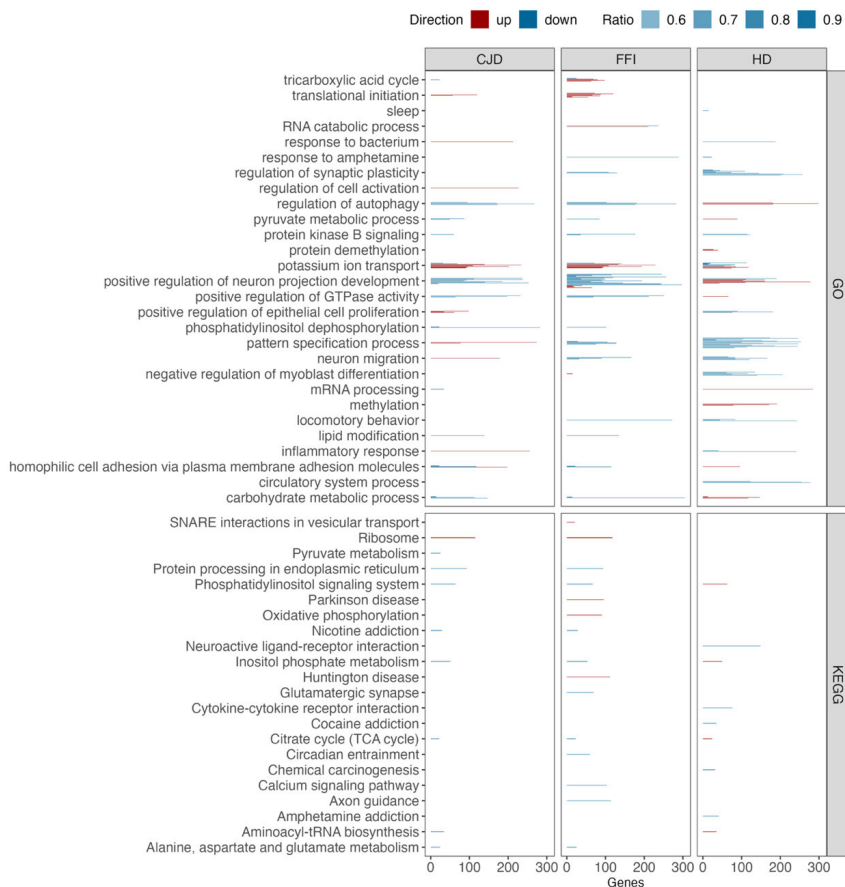 Direction up down Ratio 0.6 0.7 0.8 0.9
CJD FFI HD
tricarboxylic acid cycle
translational initiation
sleep
RNA catabolic process
response to bacterium
response to amphetamine
regulation of synaptic plasticity
regulation of cell activation
regulation of autophagy
pyruvate metabolic process
protein kinase B signaling
protein demethylation
potassium ion transport
positive regulation of neuron projection development
positive regulation of GTPase activity
positive regulation of epithelial cell proliferation
phosphatidylinositol dephosphorylation
pattern specification process
neuron migration
negative regulation of myoblast differentiation
mRNA processing
methylation
locomotory behavior
lipid modification
inflammatory response
homophilic cell adhesion via plasma membrane adhesion molecules
circulatory system process
carbohydrate metabolic process
GO
SNARE interactions in vesicular transport
Ribosome
Pyruvate metabolism
Protein processing in endoplasmic reticulum
Phosphatidylinositol signaling system
Parkinson disease
Oxidative phosphorylation
Nicotine addiction
Neuroactive ligand-receptor interaction
Inositol phosphate metabolism
Huntington disease
Glutamatergic synapse
Cytokine-cytokine receptor interaction
Cocaine addiction
Citrate cycle (TCA cycle)
Circadian entrainment
Chemical carcinogenesis
Calcium signaling pathway
Axon guidance
Amphetamine addiction
Aminoacyl-tRNA biosynthesis
Alanine, aspartate and glutamate metabolism
KEGG
0 100 200 300 0 100 200 300 0 100 200 300
Genes